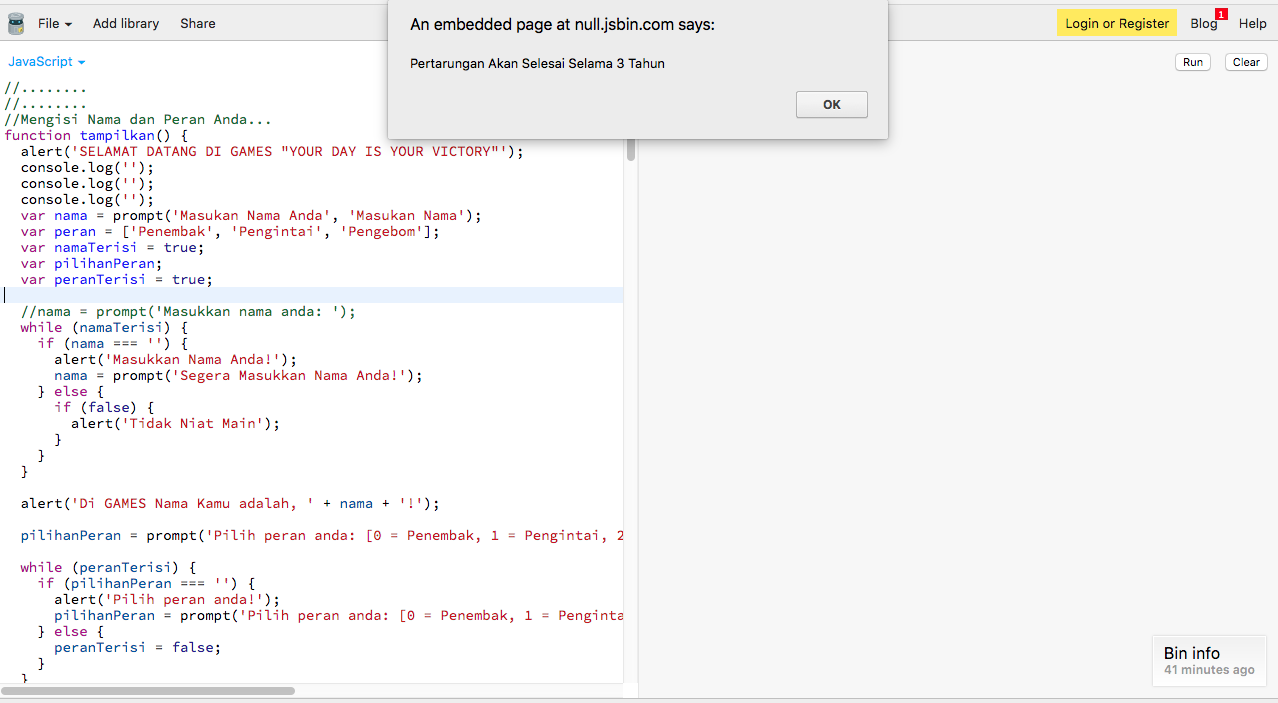 File
Add library
Share
An embedded page at null.jsbin.com says:
Pertarungan Akan Selesai Selama 3 Tahun
OK
Login or Register
Blog
1
Help
JavaScript
Run
Clear
//........
//........
//Mengisi Nama dan Peran Anda...
function tampilkan() {
alert('SELAMAT DATANG DI GAMES "YOUR DAY IS YOUR VICTORY"');
console.log('');
console.log('');
console.log('');
var nama = prompt('Masukan Nama Anda', 'Masukan Nama');
var peran = ['Penembak', 'Pengintai', 'Pengebom'];
var namaTerisi = true;
var pilihanPeran;
var peranTerisi = true;
//nama = prompt('Masukkan nama anda: ');
while (namaTerisi) {
if (nama === '') {
alert('Masukkan Nama Anda!');
nama = prompt('Segera Masukkan Nama Anda!');
} else {
if (false) {
alert('Tidak Niat Main');
}
}
}
alert('Di GAMES Nama Kamu adalah, ' + nama + '!');
pilihanPeran = prompt('Pilih peran anda: [0 = Penembak, 1 = Pengintai, 2
while (peranTerisi) {
if (pilihanPeran === '') {
alert('Pilih peran anda!');
pilihanPeran = prompt('Pilih peran anda: [0 = Penembak, 1 = Penginta
} else {
peranTerisi = false;
}
}
Bin info
41 minutes ago